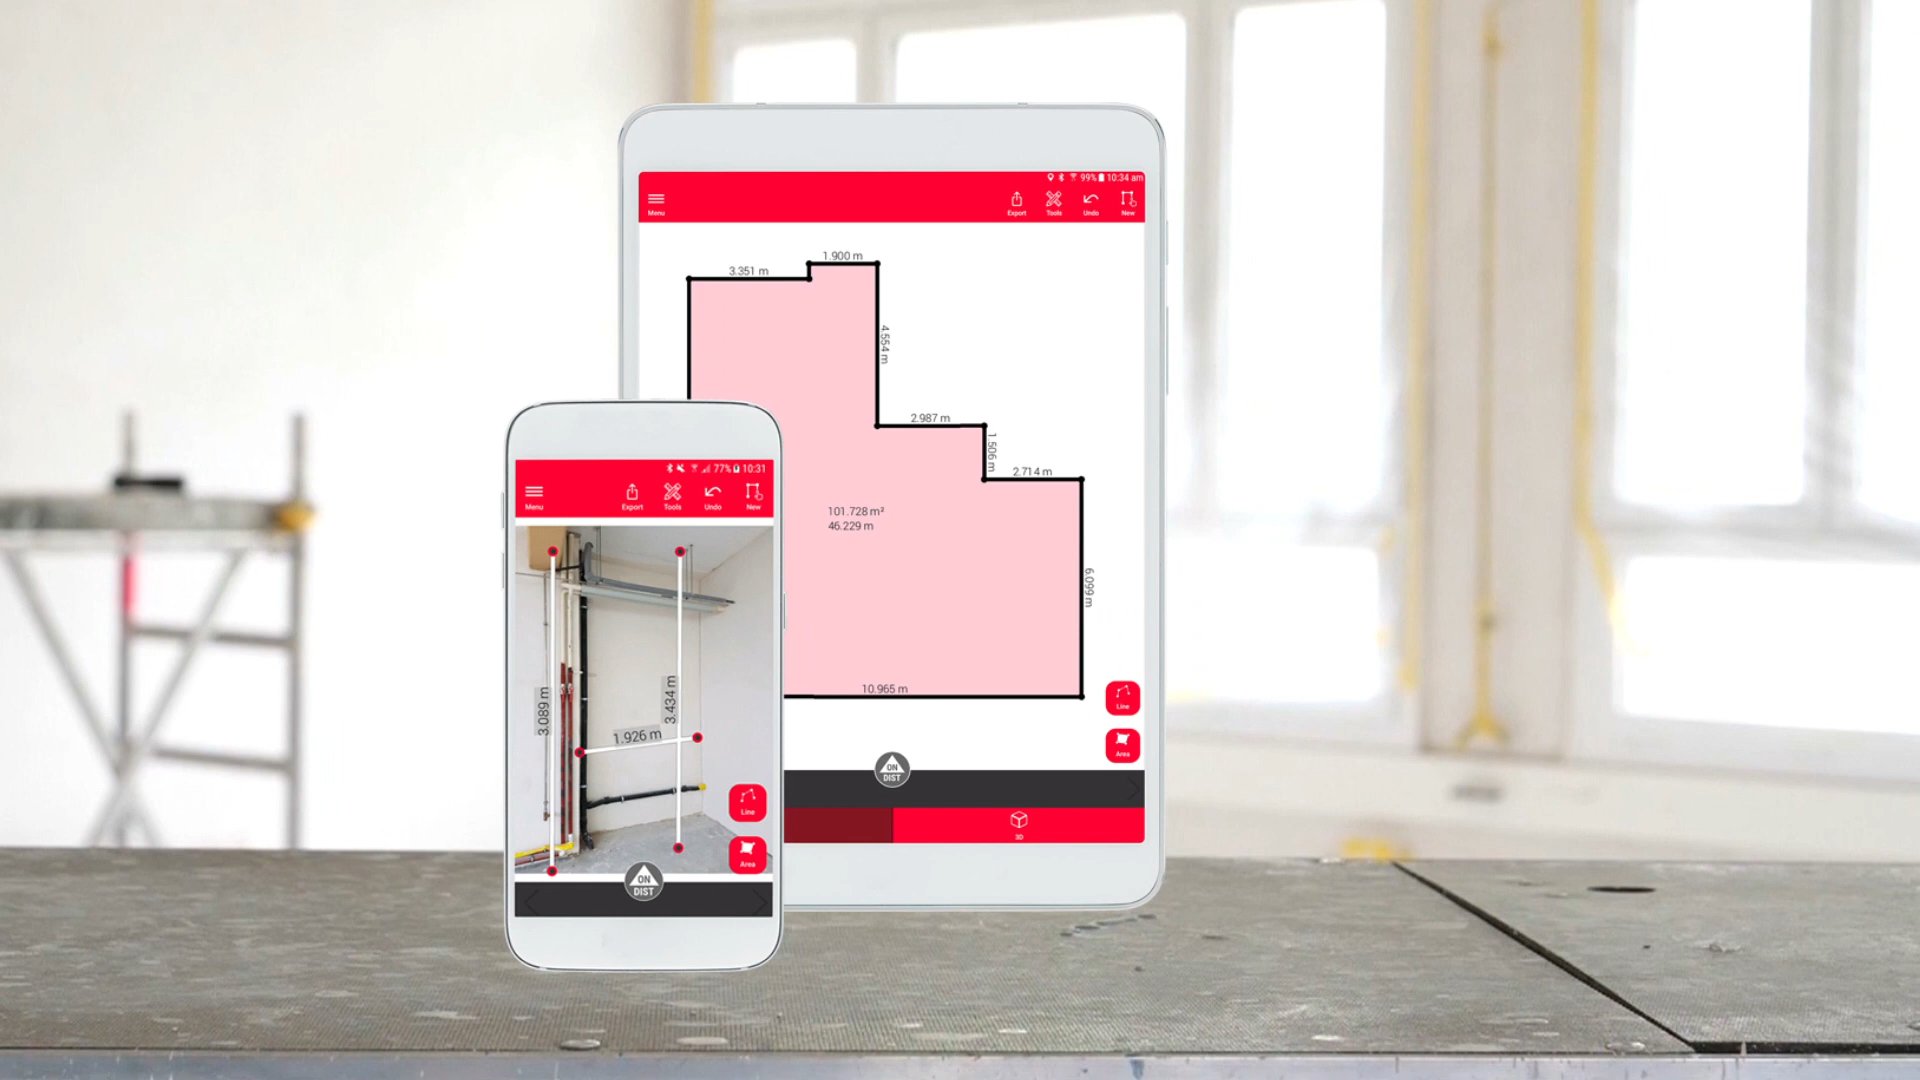 99% 10:34 am
Menu Export Tools Undo New
1.900 m
3.351 m
4.554 m
2.987 m
1.506 m
2.714 m
101.728 m²
46.229 m
6.099 m
10.965 m
Line
Area
ON
DIST
3D
77% 10:31
Menu Export Tools Undo New
3.089 m
3.434 m
1.926 m
Line
Area
ON
DIST